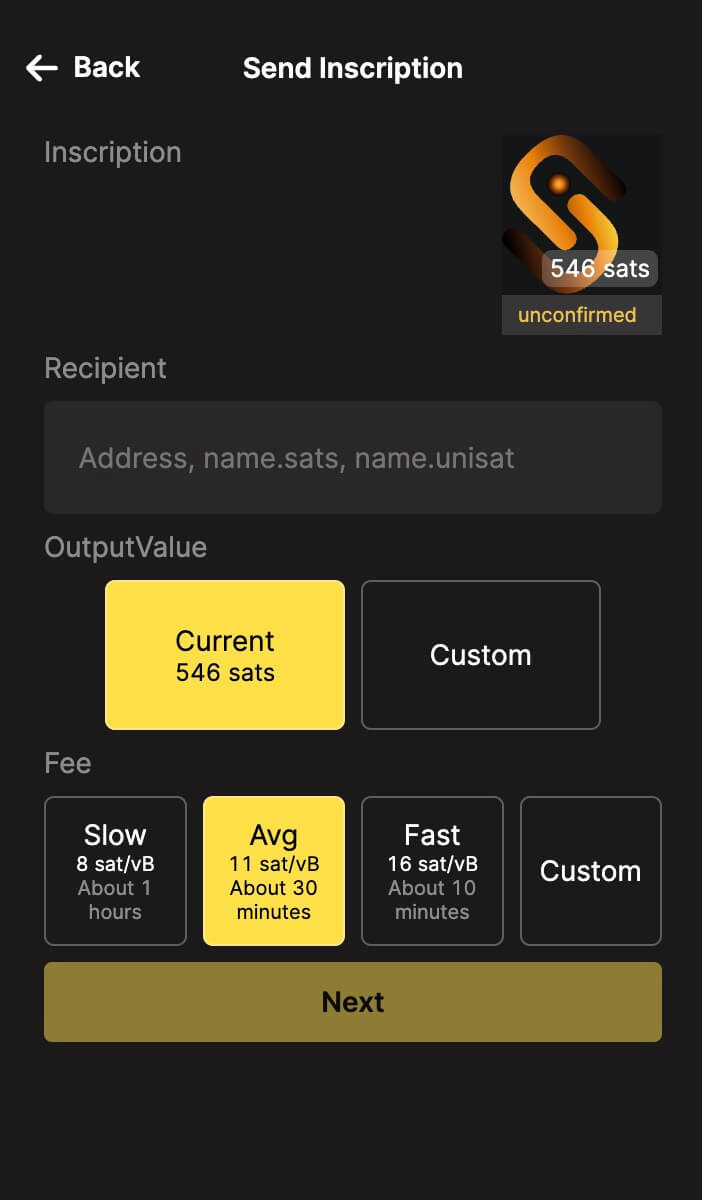 Back
Send Inscription
Inscription
546 sats
unconfirmed
Recipient
Address, name.sats, name.unisat
OutputValue
Current
546 sats
Custom
Fee
Slow
8 sat/vB
About 1
hours
Avg
11 sat/vB
About 30
minutes
Fast
16 sat/vB
About 10
minutes
Custom
Next